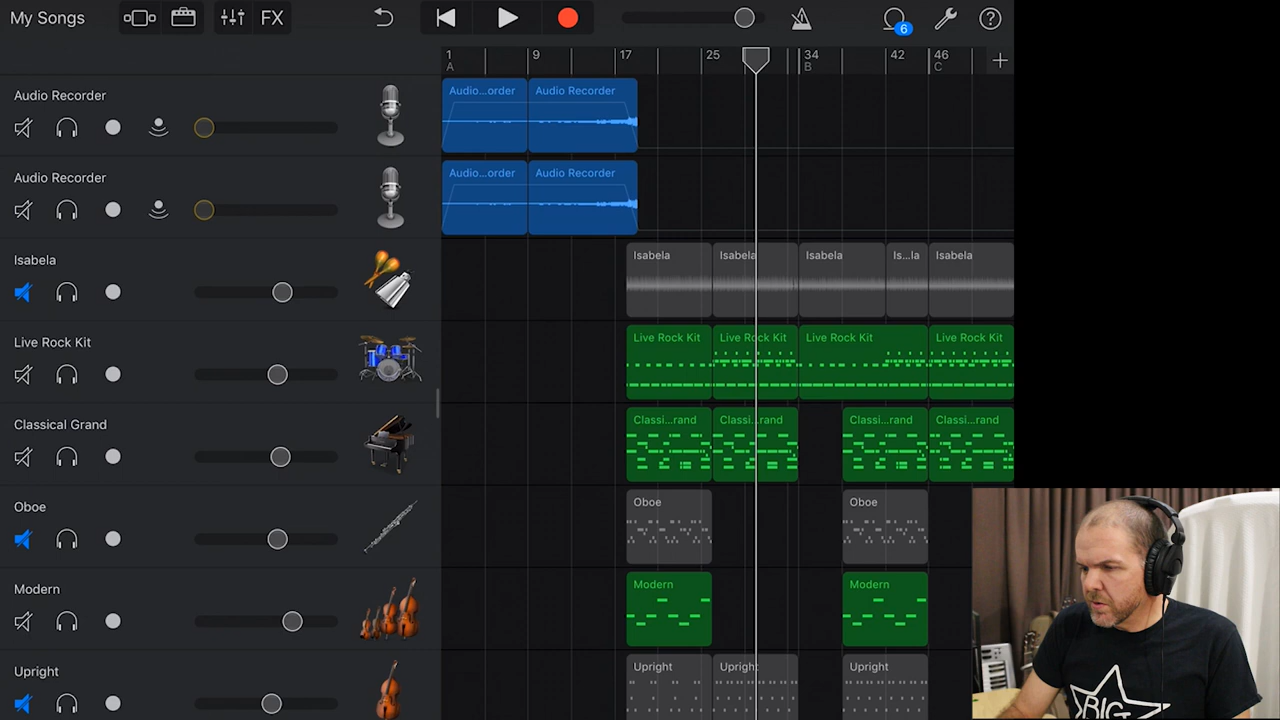 My Songs FX 6
1 9 17 25 34 42 46
A B C
Audio Recorder Audio...order Audio Recorder
Audio Recorder Audio...order Audio Recorder
Isabela Isabela Isabela Isabela Is...la Isabela
Live Rock Kit Live Rock Kit Live Rock Kit Live Rock Kit Live Rock Kit
Classical Grand Classi...rand Classi...rand Classi...rand Classi...rand
Oboe Oboe Oboe
Modern Modern Modern
Upright Upright Upright Upright
BIG